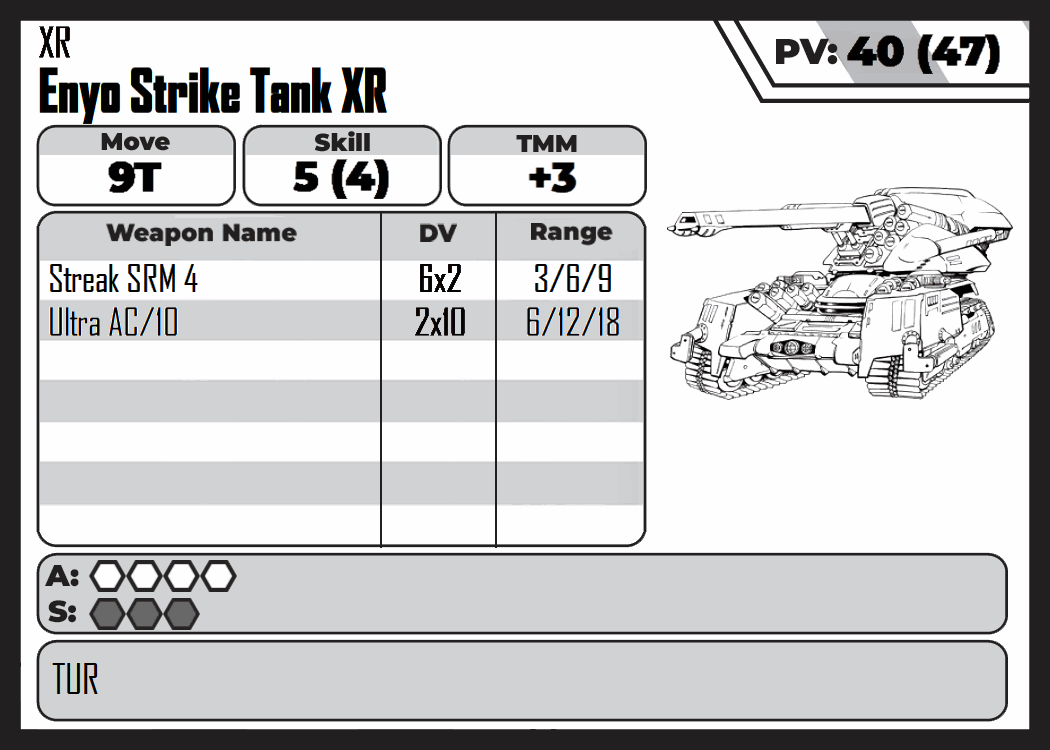 XR
Enyo Strike Tank XR
PV: 40 (47)
Move
9T
Skill
5 (4)
TMM
+3
Weapon Name DV Range
Streak SRM 4 6x2 3/6/9
Ultra AC/10 2x10 6/12/18
A:
S:
TUR